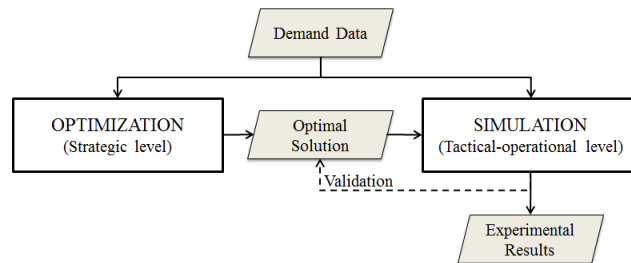 Demand Data
OPTIMIZATION
(Strategic level)
Optimal
Solution
SIMULATION
(Tactical-operational level)
Validation
Experimental
Results